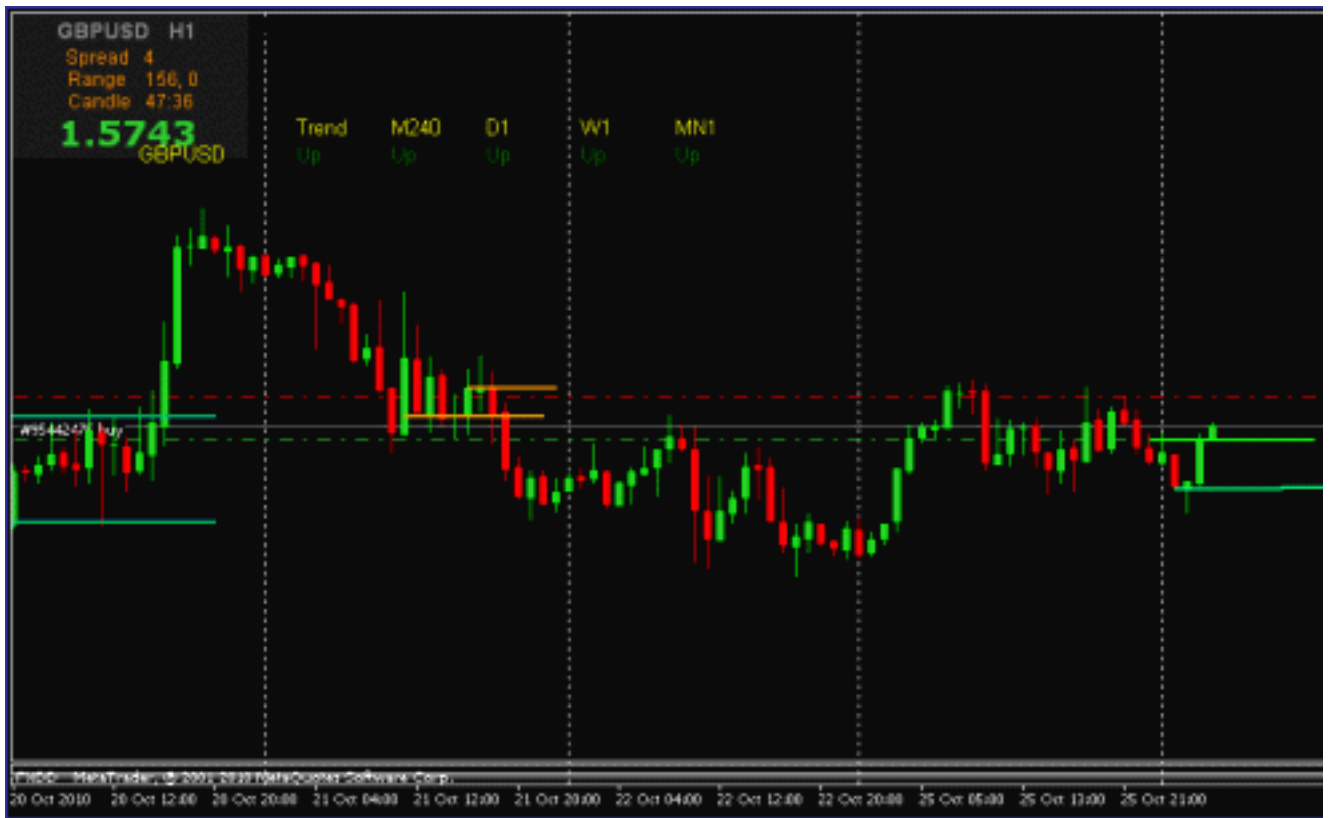 GBPUSD H1
Spread 4
Range 156, 0
Candle 47:36
1.5743
GBPUSD
Trend M240 D1 W1 MN1
Up Up Up Up Up
buy
MetaTrader, © 2001 2010 MetaQuotes Software Corp.
20 Oct 2010 20 Oct 12:00 20 Oct 20:00 21 Oct 04:00 21 Oct 12:00 21 Oct 20:00 22 Oct 04:00 22 Oct 12:00 22 Oct 20:00 25 Oct 05:00 25 Oct 13:00 25 Oct 21:00